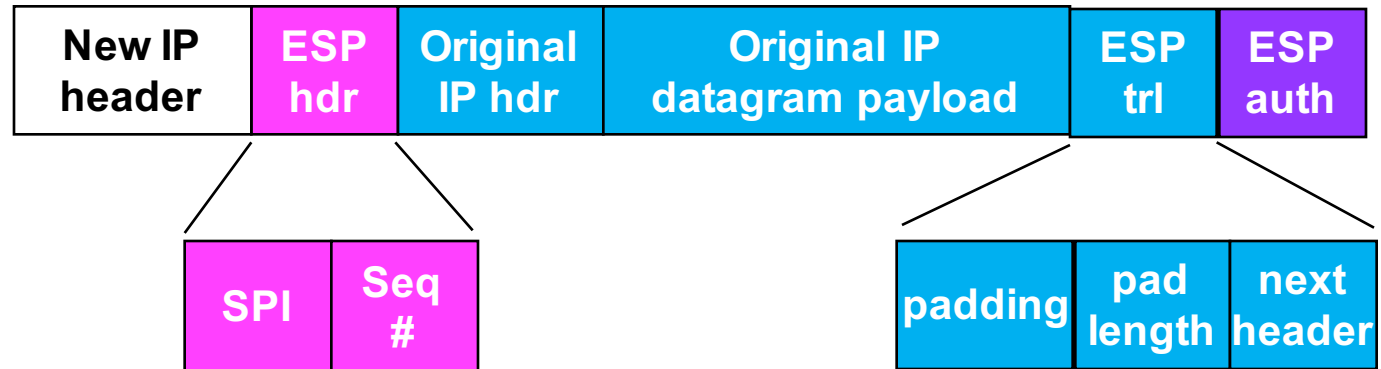 New IP
header
ESP
hdr
Original
IP hdr
Original IP
datagram payload
ESP
trl
ESP
auth
SPI
Seq
#
padding
pad
length
next
header